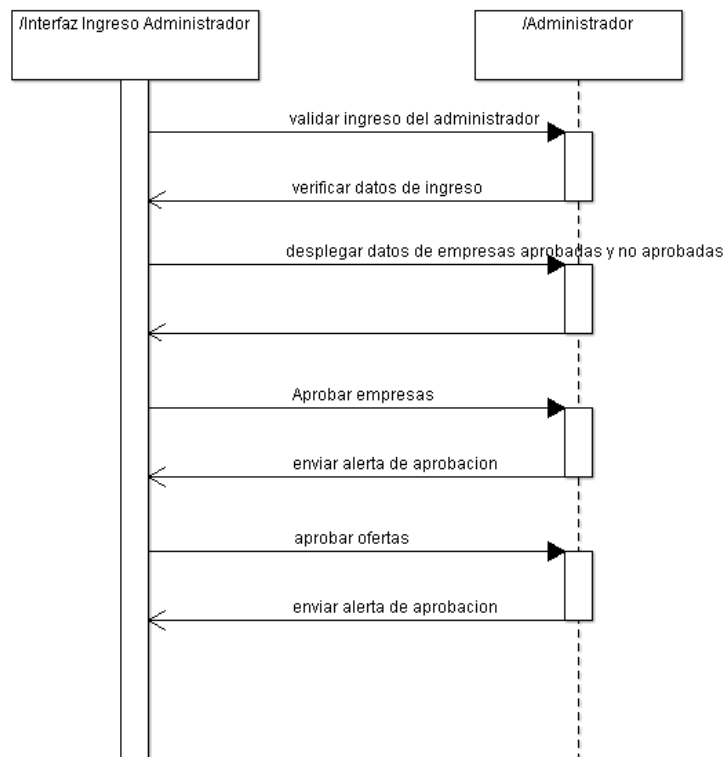 /Interfaz Ingreso Administrador
/Administrador
validar ingreso del administrador
verificar datos de ingreso
desplegar datos de empresas aprobadas y no aprobadas
Aprobar empresas
enviar alerta de aprobacion
aprobar ofertas
enviar alerta de aprobacion